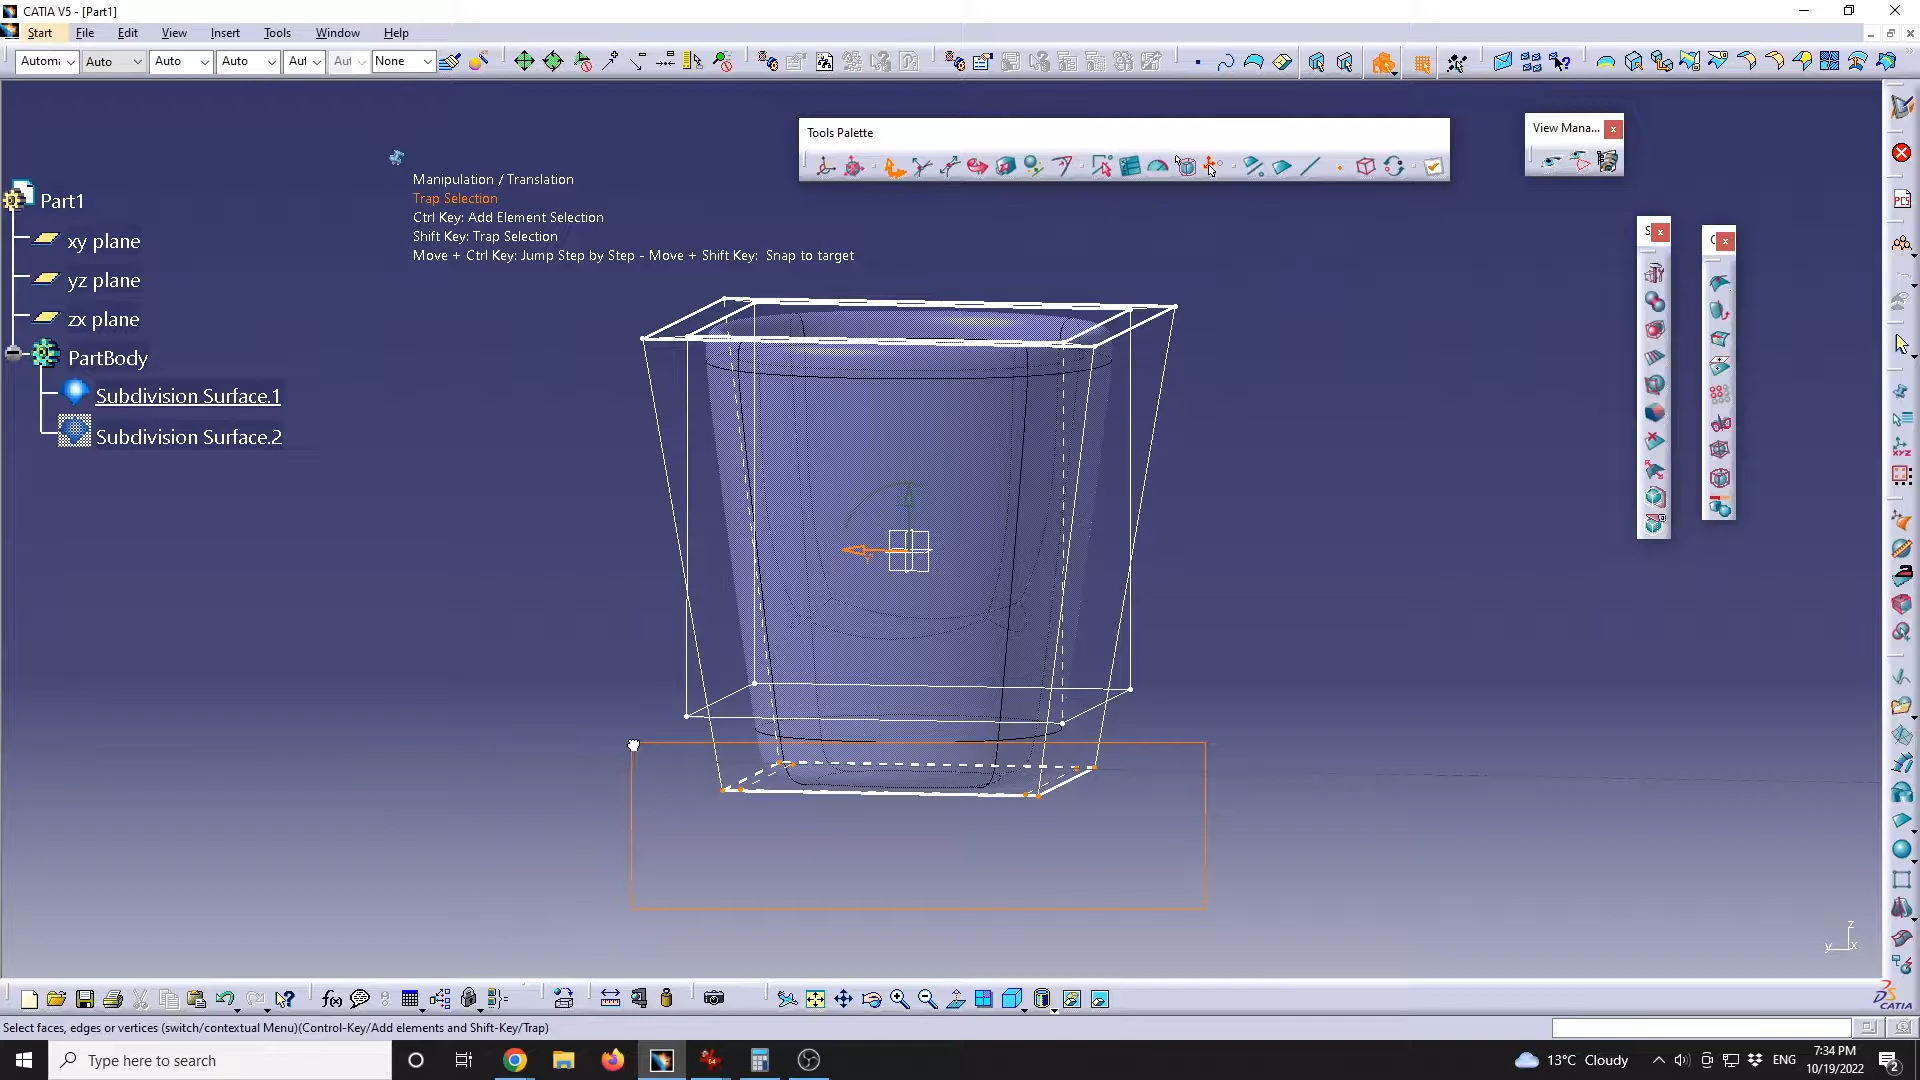 CATIA V5 - [Part1]
Start File Edit View Insert Tools Window Help
Auto Auto Auto None
Tools Palette
View Mana...
Manipulation / Translation
Trap Selection
Ctrl Key: Add Element Selection
Shift Key: Trap Selection
Move + Ctrl Key: Jump Step by Step - Move + Shift Key: Snap to target
Part1
xy plane
yz plane
zx plane
PartBody
Subdivision Surface.1
Subdivision Surface.2
PCS
XYZ
z
y x
f(x)
CATIA
Select faces, edges or vertices (switch/contextual Menu)(Control-Key/Add elements and Shift-Key/Trap)
Type here to search
13°C Cloudy
ENG
7:34 PM
10/19/2022
2